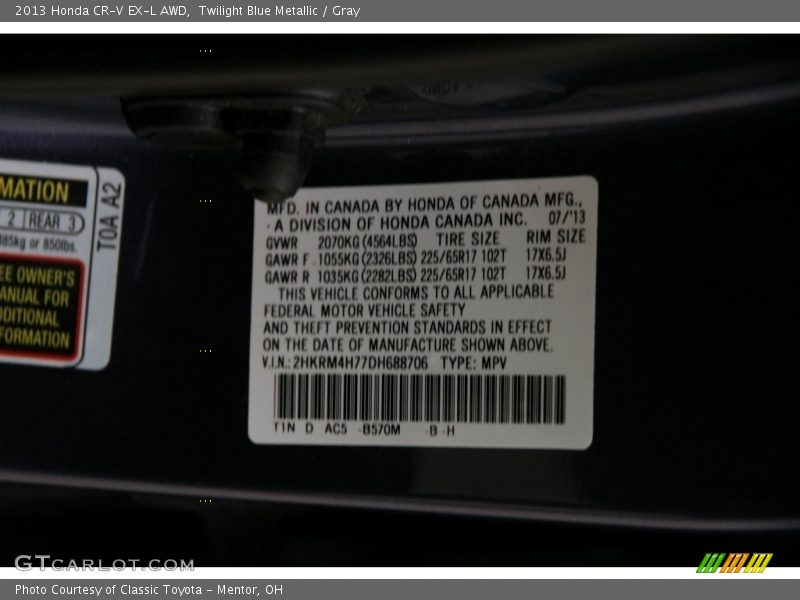 2013 Honda CR-V EX-L AWD,  Twilight Blue Metallic / Gray
MATION
2 REAR 3
385kg or 850lbs.
TOA A2
EE OWNER'S
ANUAL FOR
DDITIONAL
FORMATION
MFD. IN CANADA BY HONDA OF CANADA MFG.,
A DIVISION OF HONDA CANADA INC. 07/'13
GVWR 2070KG (4564LBS) TIRE SIZE RIM SIZE
GAWR F 1055KG (2326LBS) 225/65R17 102T 17X6.5J
GAWR R 1035KG (2282LBS) 225/65R17 102T 17X6.5J
THIS VEHICLE CONFORMS TO ALL APPLICABLE
FEDERAL MOTOR VEHICLE SAFETY
AND THEFT PREVENTION STANDARDS IN EFFECT
ON THE DATE OF MANUFACTURE SHOWN ABOVE.
V.I.N.: 2HKRM4H77DH688706 TYPE: MPV
T1N D AC5 -B570M -B -H
GTCARLOT.COM
Photo Courtesy of Classic Toyota - Mentor, OH